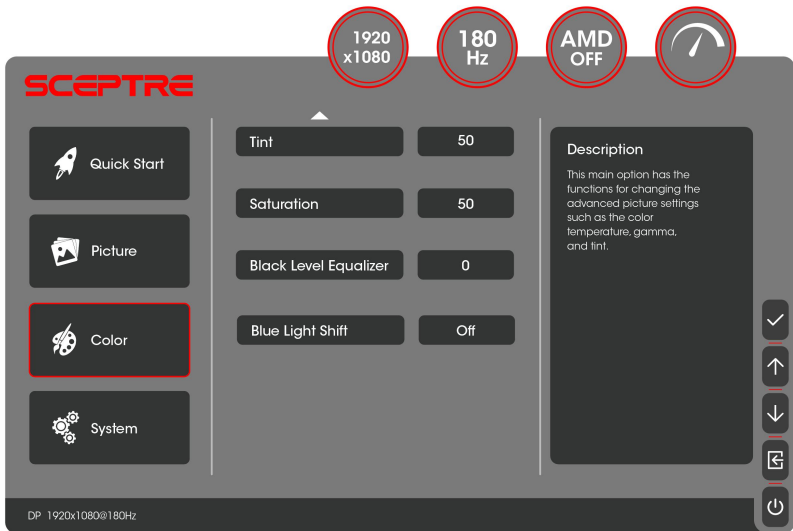 1920
x1080
180
Hz
AMD
OFF
SCEPTRE
Quick Start
Picture
Color
System
Tint 50
Saturation 50
Black Level Equalizer 0
Blue Light Shift Off
Description
This main option has the
functions for changing the
advanced picture settings
such as the color
temperature, gamma,
and tint.
DP 1920x1080@180Hz